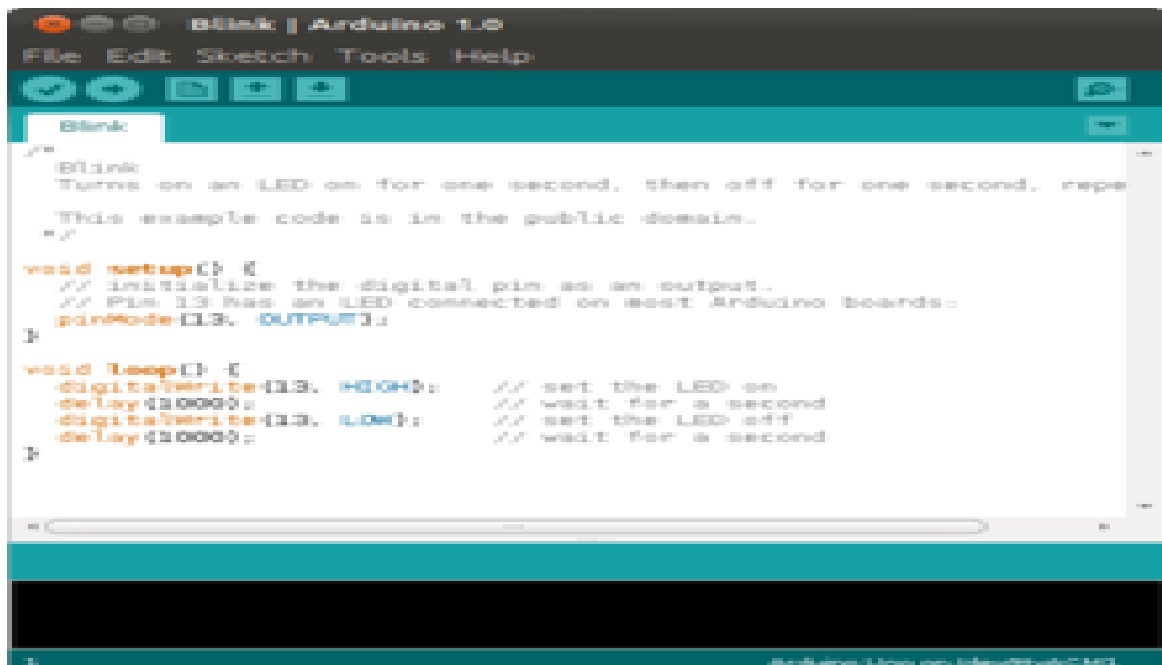 Blink | Arduino 1.0
File Edit Sketch Tools Help
Blink
/*
Blink
Turns on an LED on for one second, then off for one second, repe
This example code is in the public domain.
*/
void setup() {
// initialize the digital pin as an output.
// Pin 13 has an LED connected on most Arduino boards:
pinMode(13, OUTPUT);
}
void loop() {
digitalWrite(13, HIGH);   // set the LED on
delay(1000);              // wait for a second
digitalWrite(13, LOW);    // set the LED off
delay(1000);              // wait for a second
}
Arduino Uno on